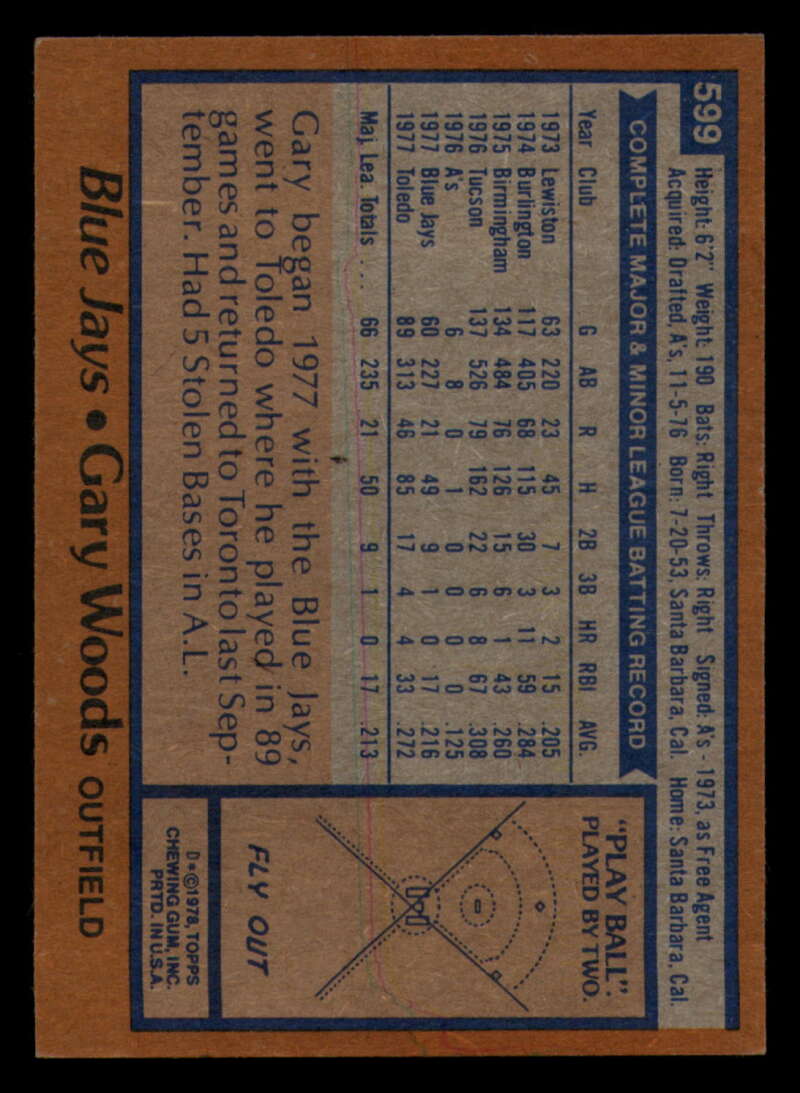 599
Height: 6'2" Weight: 190 Bats: Right Throws: Right Signed: A's - 1973, as Free Agent
Acquired: Drafted, A's, 11-5-76 Born: 7-20-53, Santa Barbara, Cal. Home: Santa Barbara, Cal.
COMPLETE MAJOR & MINOR LEAGUE BATTING RECORD
Year Club G AB R H 2B 3B HR RBI AVG.
1973 Lewiston 63 220 23 45 7 3 2 15 .205
1974 Burlington 117 405 68 115 30 3 11 59 .284
1975 Birmingham 134 484 76 126 15 6 1 43 .260
1976 Tucson 137 526 79 162 22 6 8 67 .308
1976 A's 6 8 0 1 0 0 0 0 .125
1977 Blue Jays 60 227 21 49 9 1 0 17 .216
1977 Toledo 89 313 46 85 17 4 4 33 .272
Maj. Lea. Totals ... 66 235 21 50 9 1 0 17 .213
Gary began 1977 with the Blue Jays,
went to Toledo where he played in 89
games and returned to Toronto last Sep-
tember. Had 5 Stolen Bases in A.L.
"PLAY BALL":
PLAYED BY TWO.
FLY OUT
D*©1978, TOPPS
CHEWING GUM, INC.
PRTD. IN U.S.A.
Blue Jays • Gary Woods OUTFIELD